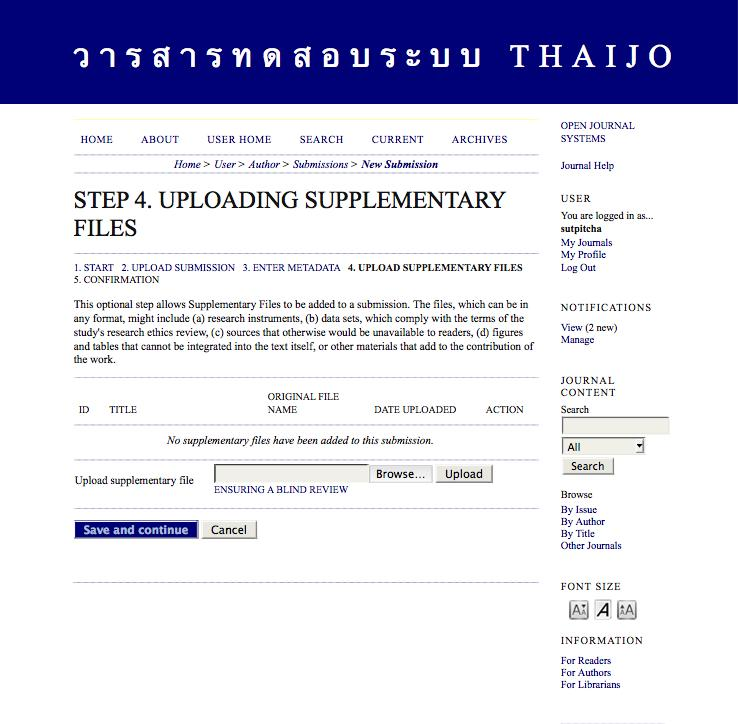 วารสารทดสอบระบบ THAIJO
HOME ABOUT USER HOME SEARCH CURRENT ARCHIVES
Home > User > Author > Submissions > New Submission
STEP 4. UPLOADING SUPPLEMENTARY
FILES
1. START 2. UPLOAD SUBMISSION 3. ENTER METADATA 4. UPLOAD SUPPLEMENTARY FILES
5. CONFIRMATION
This optional step allows Supplementary Files to be added to a submission. The files, which can be in
any format, might include (a) research instruments, (b) data sets, which comply with the terms of the
study's research ethics review, (c) sources that otherwise would be unavailable to readers, (d) figures
and tables that cannot be integrated into the text itself, or other materials that add to the contribution of
the work.
ID TITLE ORIGINAL FILE
NAME DATE UPLOADED ACTION
No supplementary files have been added to this submission.
Upload supplementary file Browse... Upload
ENSURING A BLIND REVIEW
Save and continue Cancel
OPEN JOURNAL
SYSTEMS
Journal Help
USER
You are logged in as...
sutpitcha
My Journals
My Profile
Log Out
NOTIFICATIONS
View (2 new)
Manage
JOURNAL
CONTENT
Search
All
Search
Browse
By Issue
By Author
By Title
Other Journals
FONT SIZE
INFORMATION
For Readers
For Authors
For Librarians